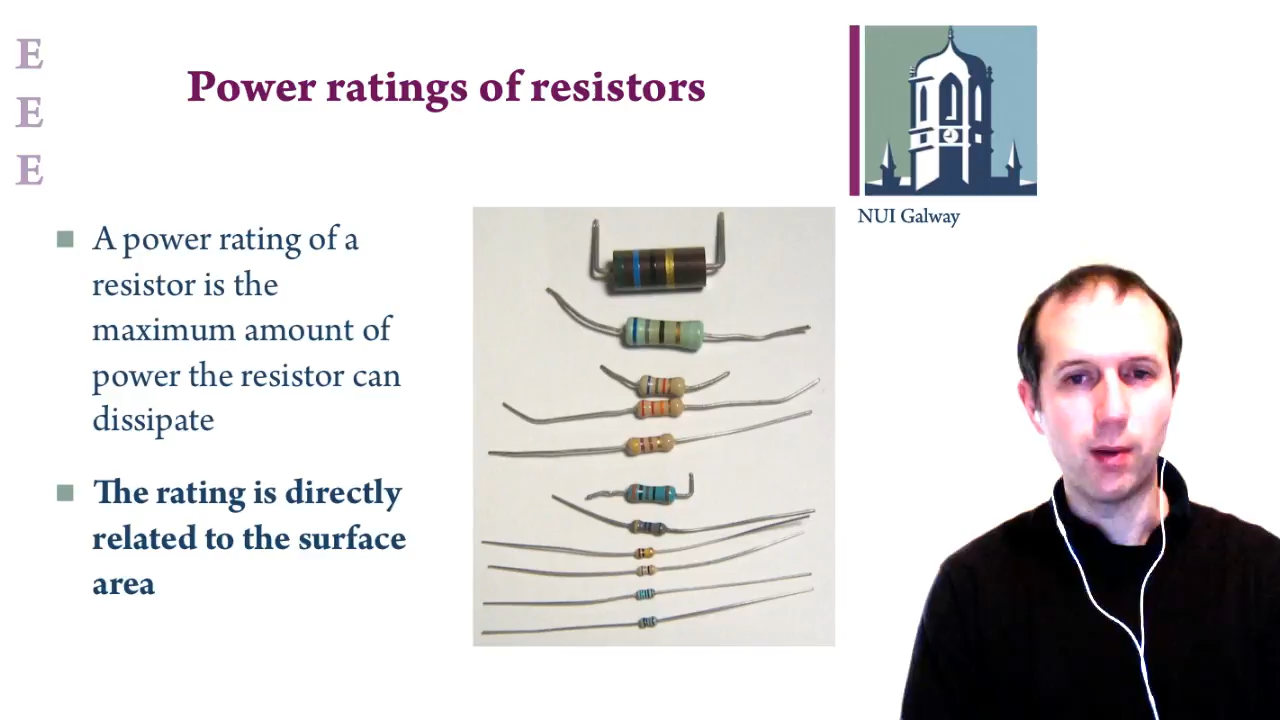 E
E
E
Power ratings of resistors
NUI Galway
A power rating of a
resistor is the
maximum amount of
power the resistor can
dissipate
The rating is directly
related to the surface
area